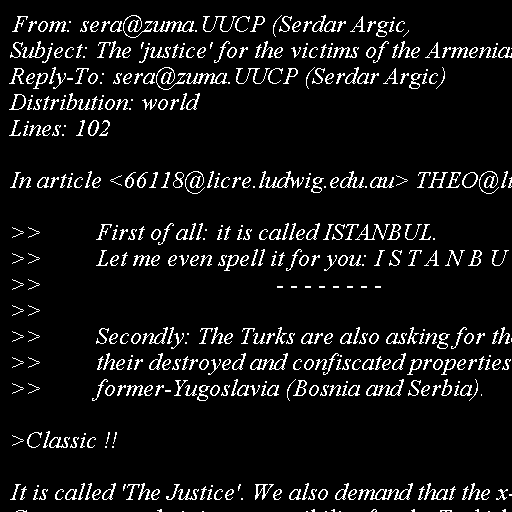 From: sera@zuma.UUCP (Serdar Argic)
Subject: The 'justice' for the victims of the Armenian
Reply-To: sera@zuma.UUCP (Serdar Argic)
Distribution: world
Lines: 102
In article <66118@licre.ludwig.edu.au> THEO@li
>> First of all: it is called ISTANBUL.
>> Let me even spell it for you: I S T A N B U
>> - - - - - - - -
>>
>> Secondly: The Turks are also asking for the
>> their destroyed and confiscated properties
>> former-Yugoslavia (Bosnia and Serbia).
>Classic !!
It is called 'The Justice'. We also demand that the x-